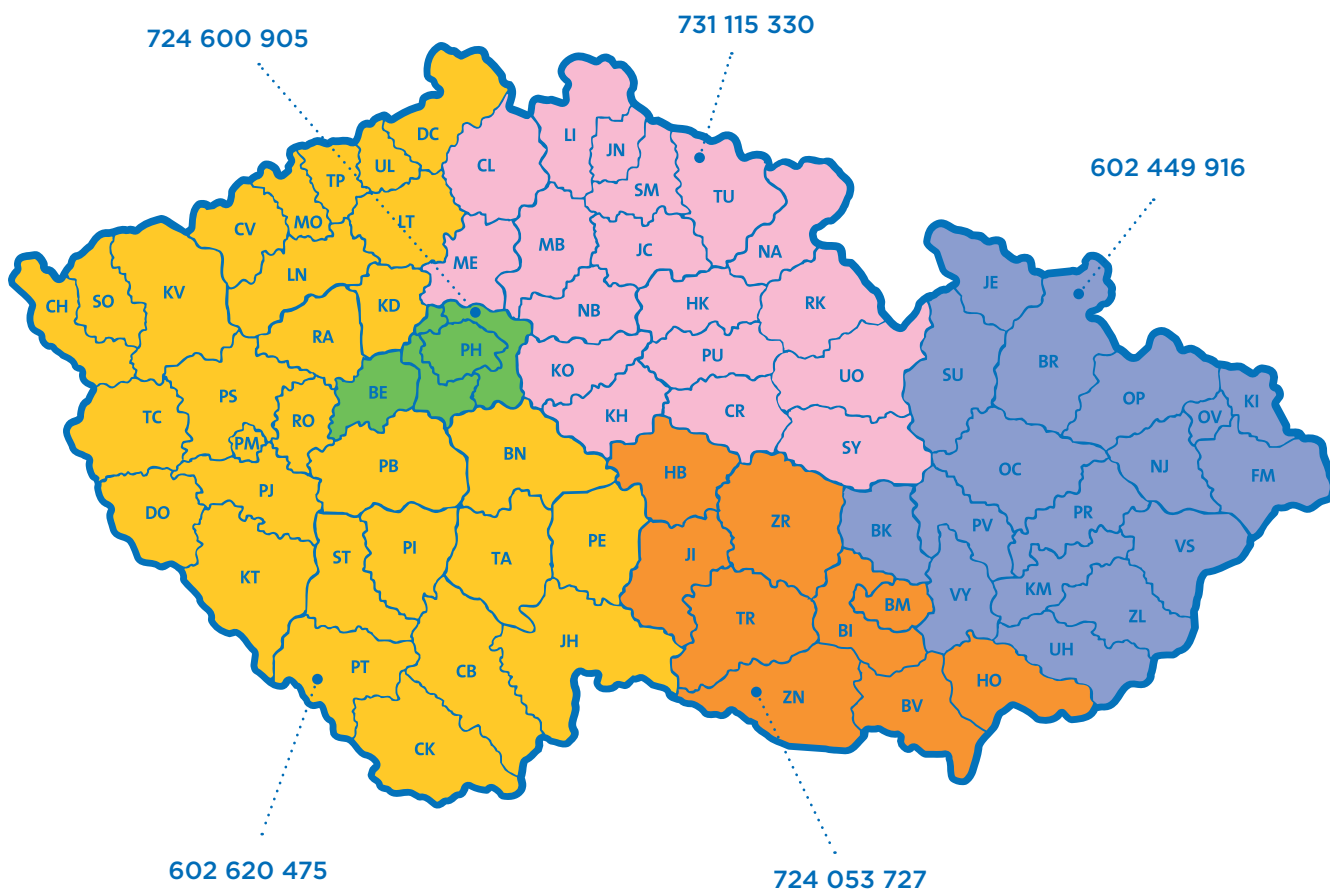 724 600 905
731 115 330
602 449 916
DC
LI
JN
CL
UL
TP
SM
TU
LT
MO
CV
MB
JC
NA
ME
LN
JE
KV
SO
CH
KD
NB
HK
RK
RA
PH
PU
KO
BR
SU
UO
BE
PS
OP
KI
OV
CR
KH
TC
RO
PM
SY
BN
PB
HB
OC
NJ
FM
PJ
DO
ZR
PV
PR
BK
PE
PI
ST
TA
JI
VS
KT
KM
VY
BM
ZL
TR
BI
JH
UH
PT
CB
HO
ZN
BV
CK
602 620 475
724 053 727